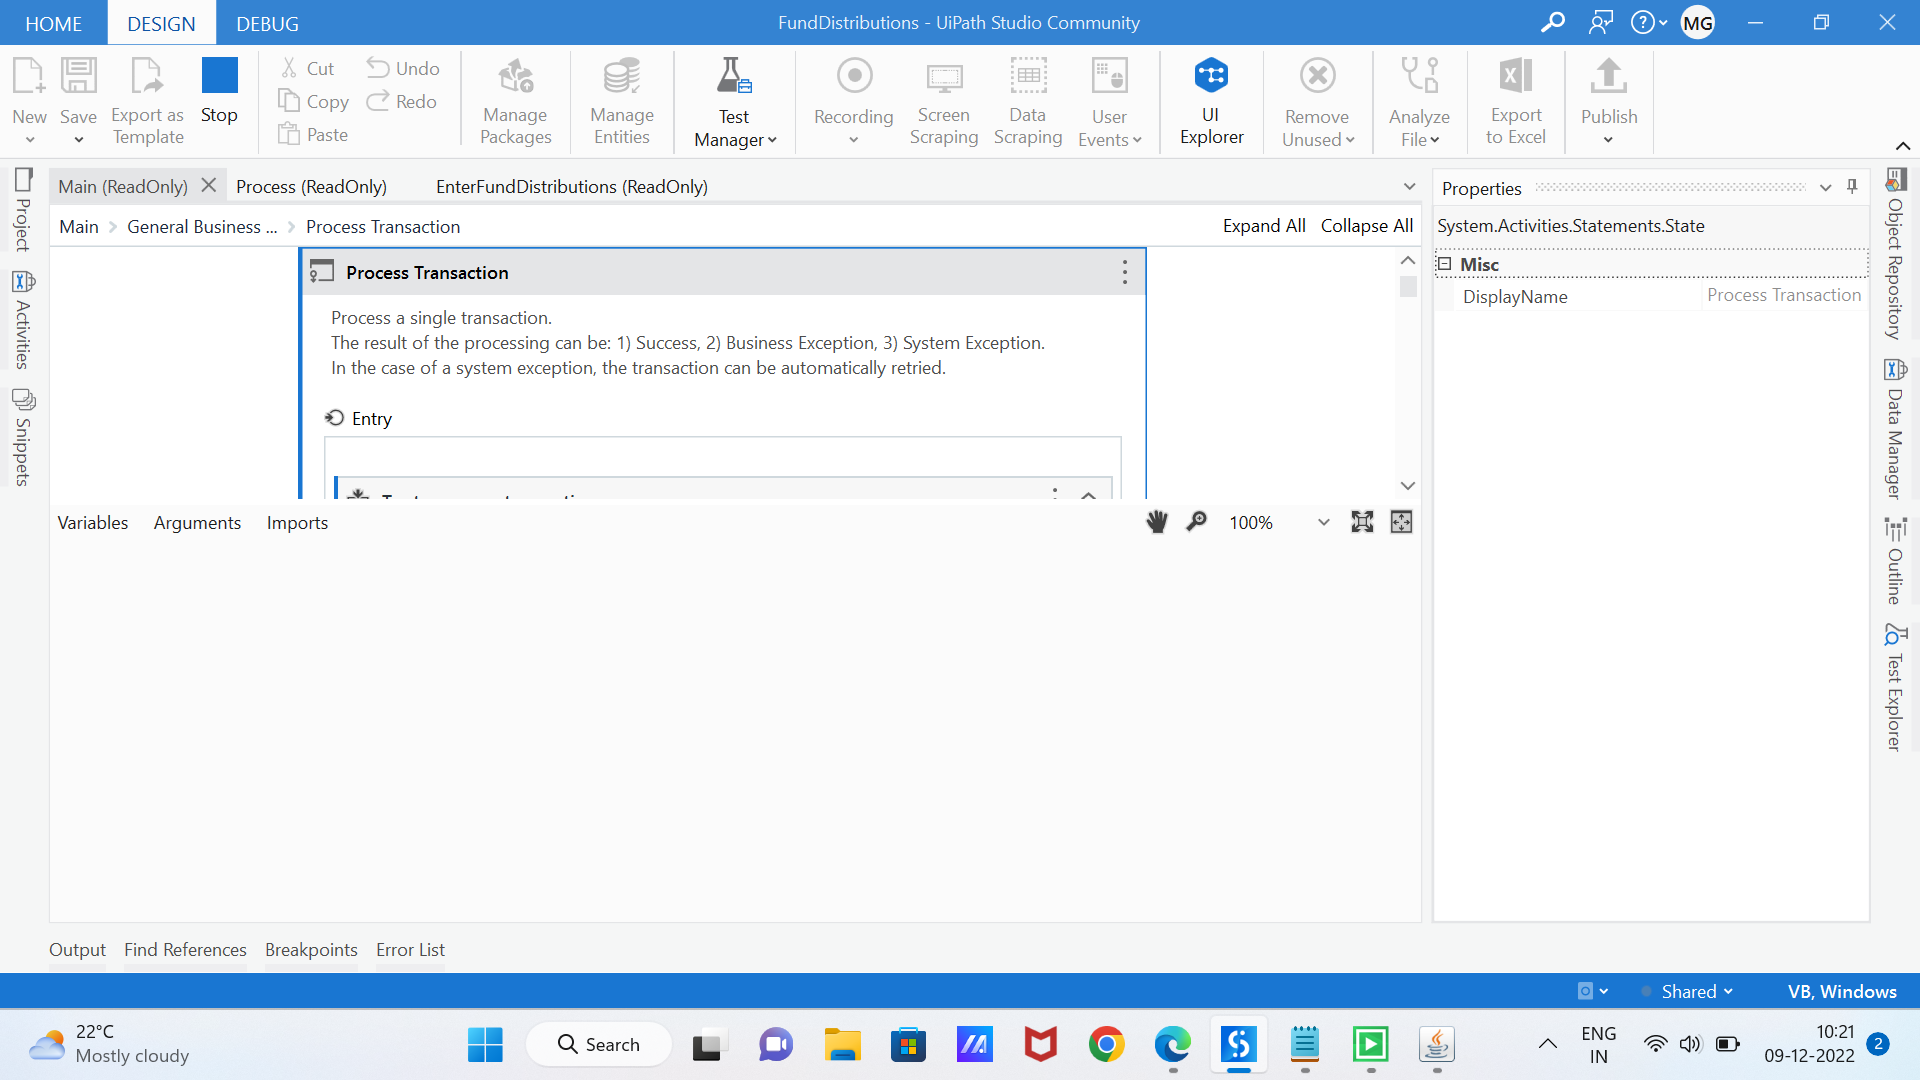 HOME DESIGN DEBUG FundDistributions - UiPath Studio Community MG
New Save Export as Template Stop
Cut Copy Paste Undo Redo
Manage Packages
Manage Entities
Test Manager
Recording Screen Scraping Data Scraping User Events
UI Explorer
Remove Unused
Analyze File
Export to Excel
Publish
Main (ReadOnly) Process (ReadOnly) EnterFundDistributions (ReadOnly)
Main General Business ... Process Transaction Expand All Collapse All
Process Transaction
Process a single transaction.
The result of the processing can be: 1) Success, 2) Business Exception, 3) System Exception.
In the case of a system exception, the transaction can be automatically retried.
Entry
Variables Arguments Imports 100%
Properties
System.Activities.Statements.State
Misc
DisplayName Process Transaction
Project
Activities
Snippets
Object Repository
Data Manager
Outline
Test Explorer
Output Find References Breakpoints Error List
Shared VB, Windows
22°C
Mostly cloudy
Search
ENG
IN
10:21
09-12-2022
2